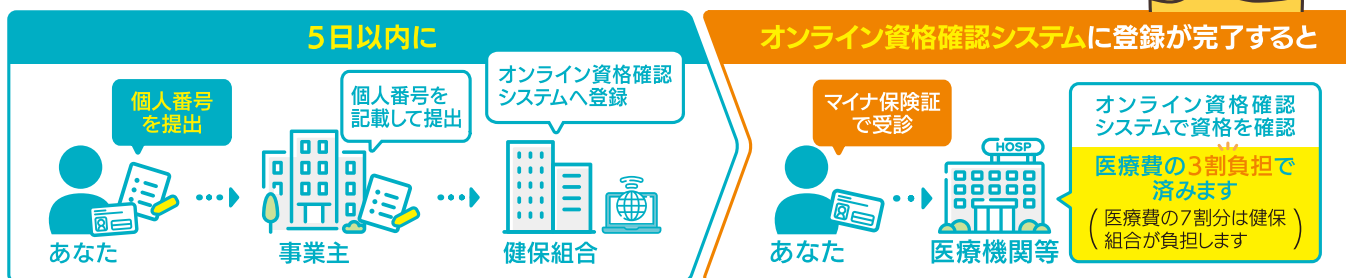 5日以内に
個人番号
を提出
個人番号を
記載して提出
オンライン資格確認
システムへ登録
あなた
事業主
健保組合
オンライン資格確認システムに登録が完了すると
マイナ保険証
で受診
HOSP
オンライン資格確認
システムで資格を確認
医療費の3割負担で
済みます
(医療費の7割分は健保
組合が負担します)
あなた
医療機関等